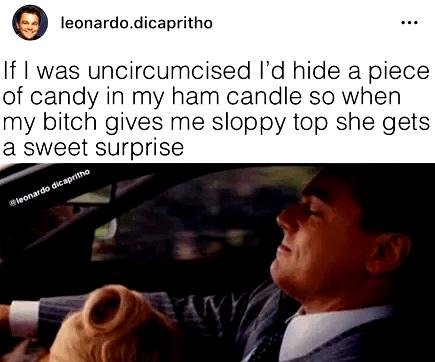 leonardo.dicapritho
If I was uncircumcised I'd hide a piece
of candy in my ham candle so when
my bitch gives me sloppy top she gets
a sweet surprise
@leonardo dicapritho